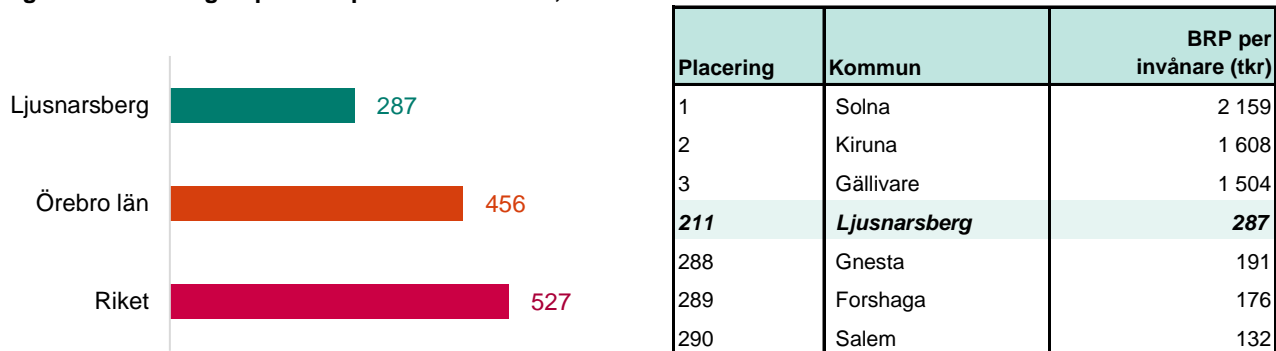 Ljusnarsberg 287
Örebro län 456
Riket 527
Placering Kommun BRP per invånare (tkr)
1 Solna 2 159
2 Kiruna 1 608
3 Gällivare 1 504
211 Ljusnarsberg 287
288 Gnesta 191
289 Forshaga 176
290 Salem 132